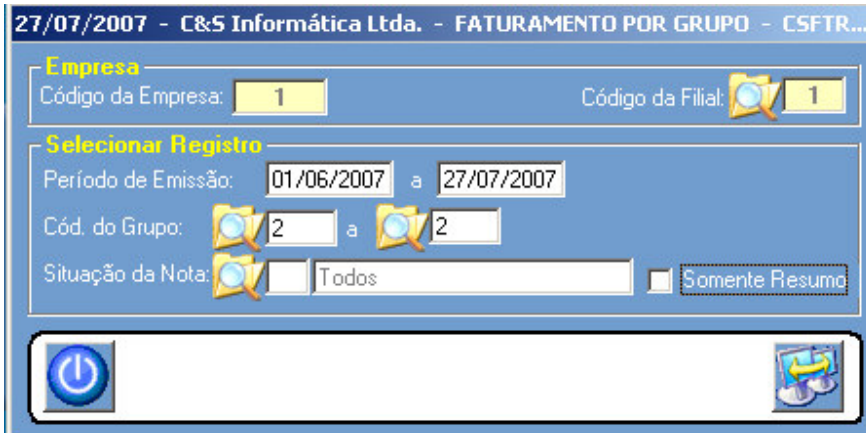 27/07/2007 - C&S Informática Ltda. - FATURAMENTO POR GRUPO - CSFTR...
Empresa
Código da Empresa: 1 Código da Filial: 1
Selecionar Registro
Período de Emissão: 01/06/2007 a 27/07/2007
Cód. do Grupo: 2 a 2
Situação da Nota: Todos Somente Resumo